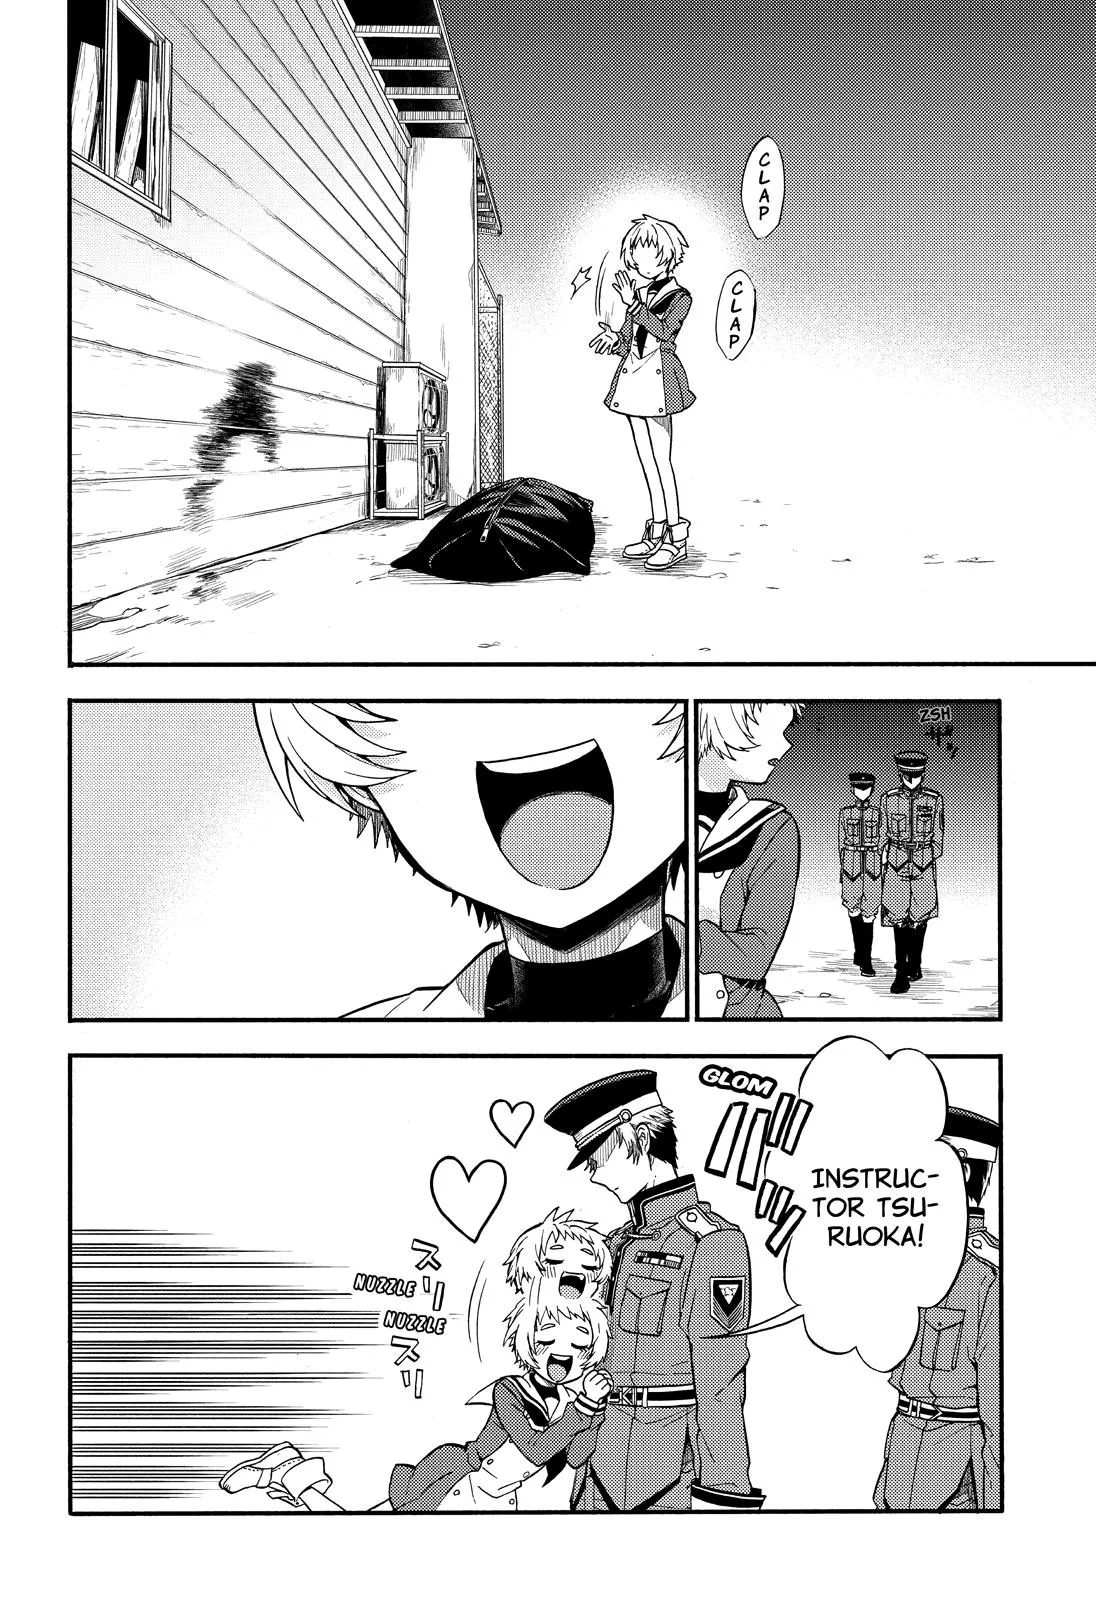 CLAP
CLAP
ZSH
GLOM
INSTRUC-
TOR TSU-
RUOKA!
スリ
NUZZLE
NUZZLE
スリ